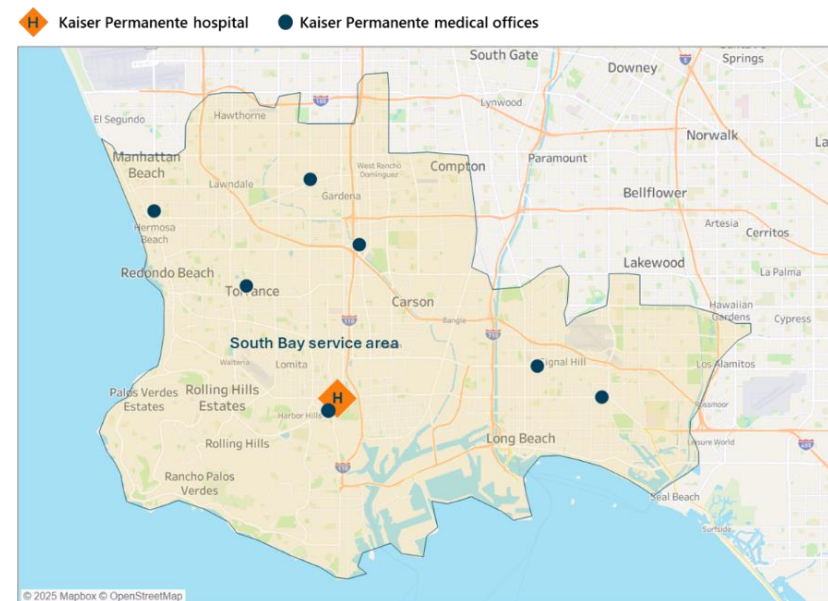 H Kaiser Permanente hospital
Kaiser Permanente medical offices
South Gate
Downey
Springs
El Segundo
Hawthorne
Lynwood
Norwalk
Manhattan
Beach
Lawndale
West Rancho
Dominguez
Compton
Paramount
Gardena
Bellflower
Hermosa
Beach
Artesia
Cerritos
Redondo Beach
Torrance
Lakewood
La Palma
Carson
Hawaiian
Gardens
Cypress
South Bay service area
Lomita
Walteria
Signal Hill
Los Alamitos
Palos Verdes
Estates
Rolling Hills
Estates
H
Harbor Hills
Rossmoor
Rolling Hills
Long Beach
Leisure World
Rancho Palos
Verdes
Seal Beach
Surfside
© 2025 Mapbox © OpenStreetMap